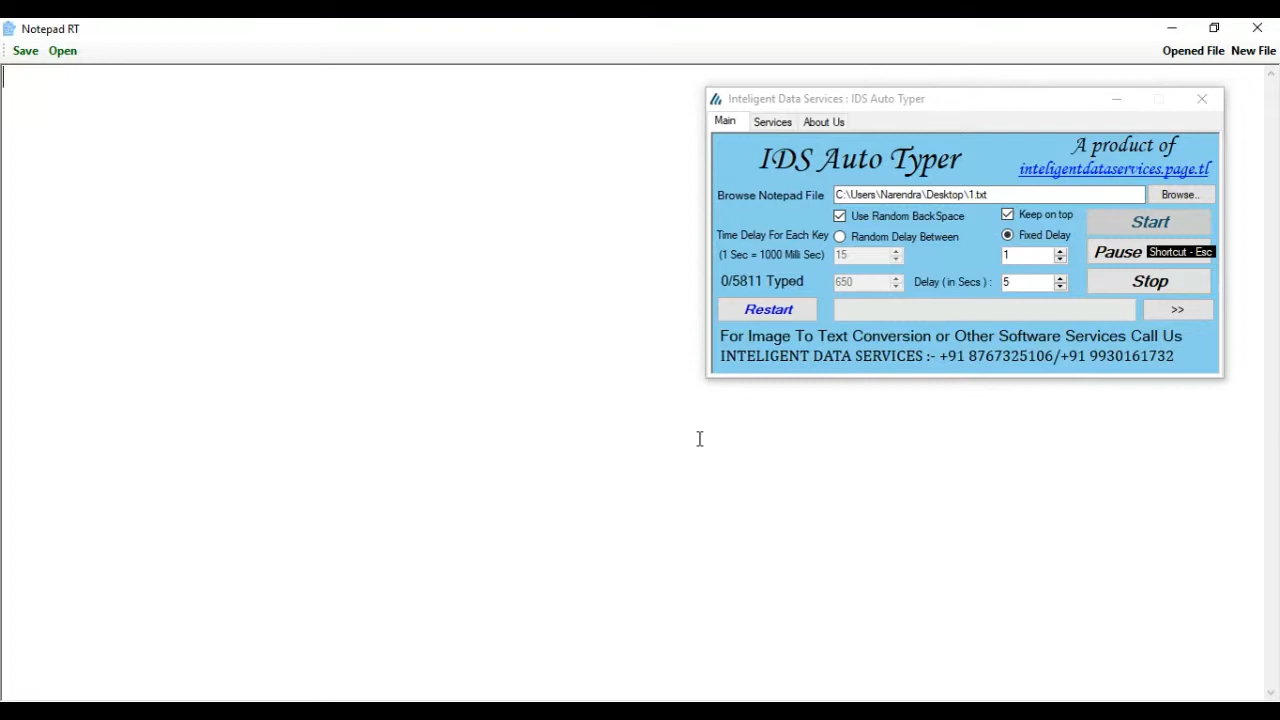 Notepad RT
Save Open Opened File New File
Inteligent Data Services : IDS Auto Typer
Main Services About Us
IDS Auto Typer
A product of
inteligentdataservices.page.tl
Browse Notepad File C:\Users\Narendra\Desktop\1.txt Browse...
Use Random BackSpace Keep on top Start
Time Delay For Each Key Random Delay Between Fixed Delay
(1 Sec = 1000 Milli Sec) 15 1 Pause Shortcut - Esc
0/5811 Typed 650 Delay ( in Secs ) : 5 Stop
Restart >>
For Image To Text Conversion or Other Software Services Call Us
INTELIGENT DATA SERVICES :- +91 8767325106/+91 9930161732